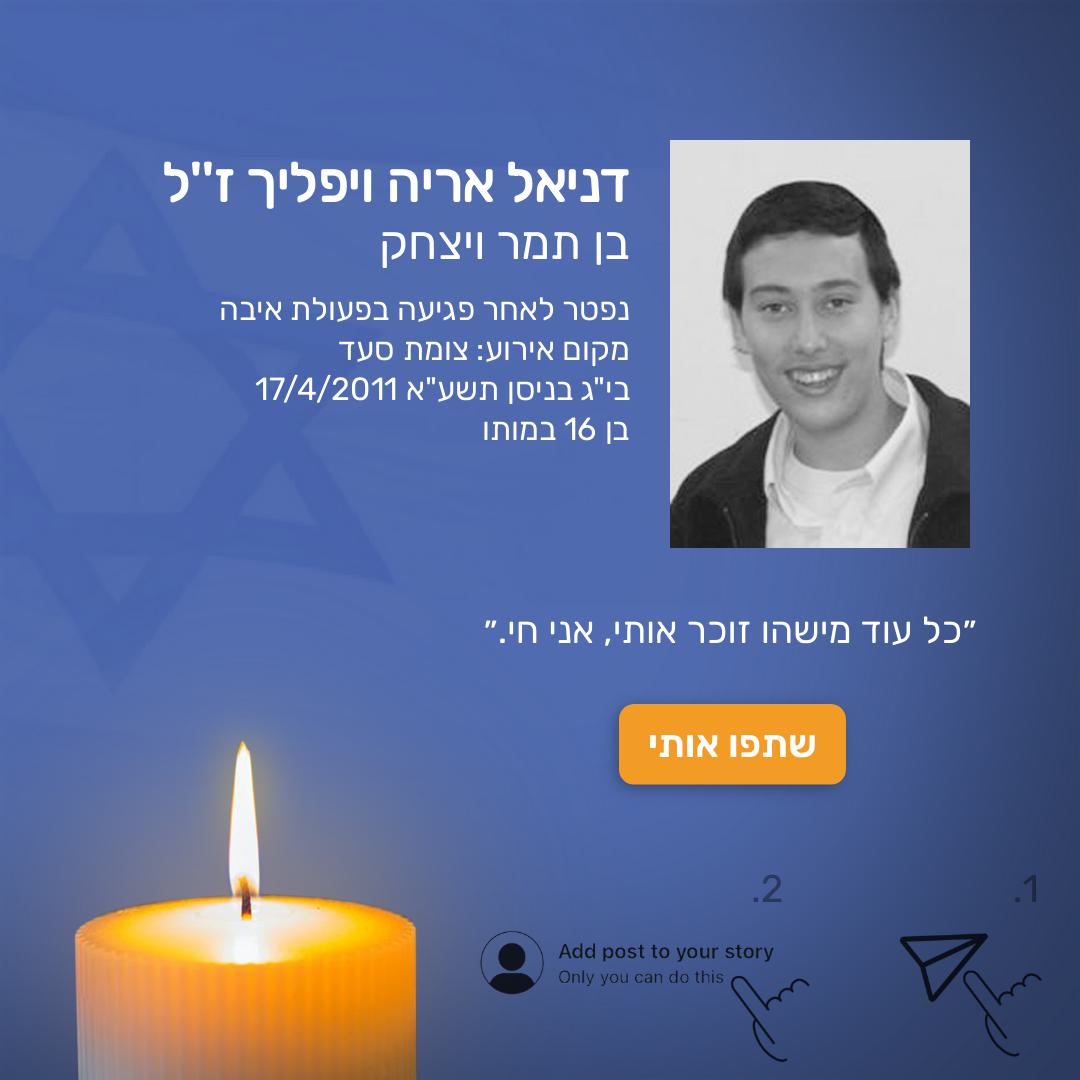 דניאל אריה ויפליך ז"ל
בן תמר ויצחק
נפטר לאחר פגיעה בפעולת איבה
מקום אירוע: צומת סעד
בי"ג בניסן תשע"א 17/4/2011
בן 16 במותו
״כל עוד מישהו זוכר אותי, אני חי.״
שתפו אותי
1.
2.
Add post to your story
Only you can do this